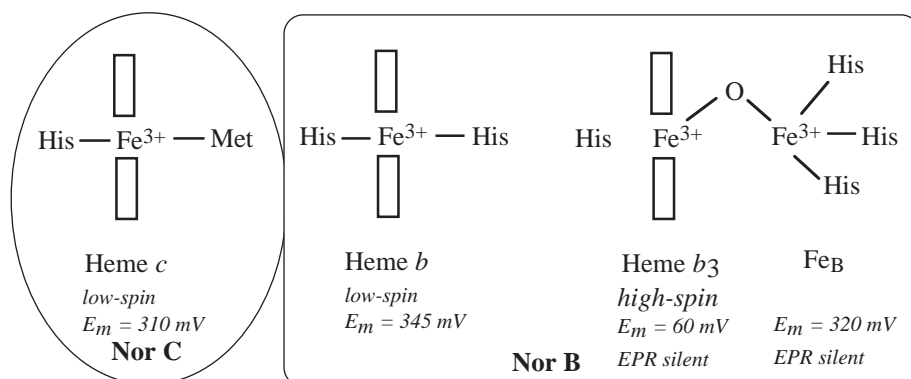 His Fe3+ Met
Heme c
low-spin
Em = 310 mV
Nor C
His Fe3+ His
Heme b
low-spin
Em = 345 mV
His Fe3+ O Fe3+ His
His
His
Heme b3
high-spin
Em = 60 mV
EPR silent
FeB
Em = 320 mV
EPR silent
Nor B